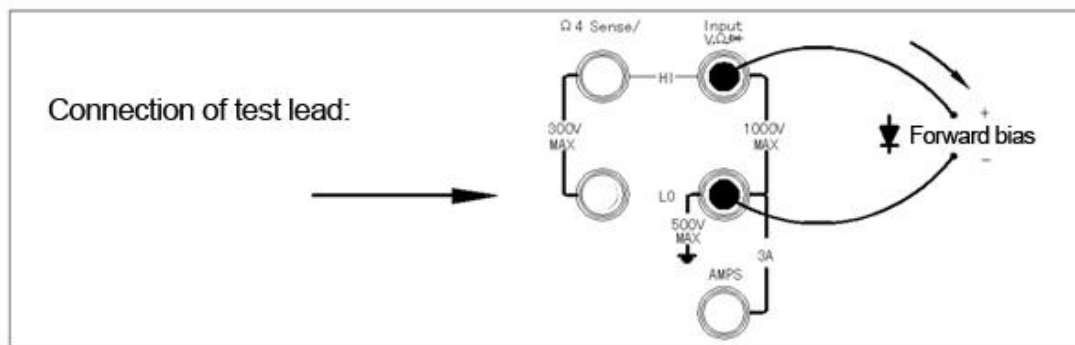 Ω 4 Sense/
Input
V.Ω
HI
Connection of test lead:
300V
MAX
1000V
MAX
+
Forward bias
−
LO
500V
MAX
3A
AMPS